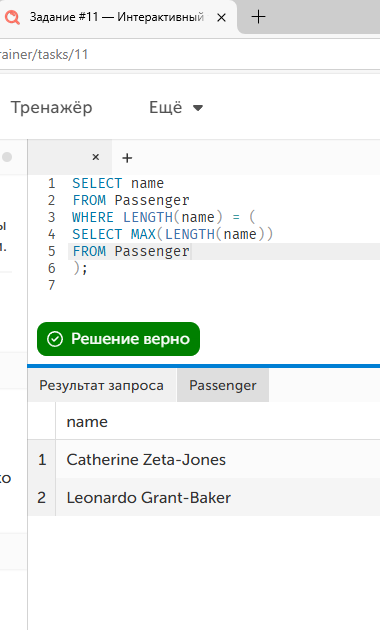 Задание #11 — Интерактивный
rainer/tasks/11
Тренажёр Ещё
1 SELECT name
2 FROM Passenger
3 WHERE LENGTH(name) = (
4 SELECT MAX(LENGTH(name))
5 FROM Passenger
6 );
7
Решение верно
Результат запроса Passenger
name
1 Catherine Zeta-Jones
2 Leonardo Grant-Baker